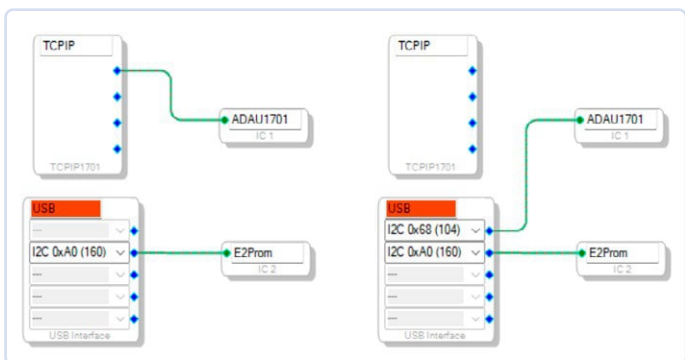 TCPIP
ADAU1701
IC 1
TCPIP1701
USB
---
I2C 0xA0 (160)
E2Prom
IC 2
---
---
---
USB Interface
TCPIP
ADAU1701
IC 1
TCPIP1701
USB
I2C 0x68 (104)
I2C 0xA0 (160)
E2Prom
IC 2
---
---
---
USB Interface